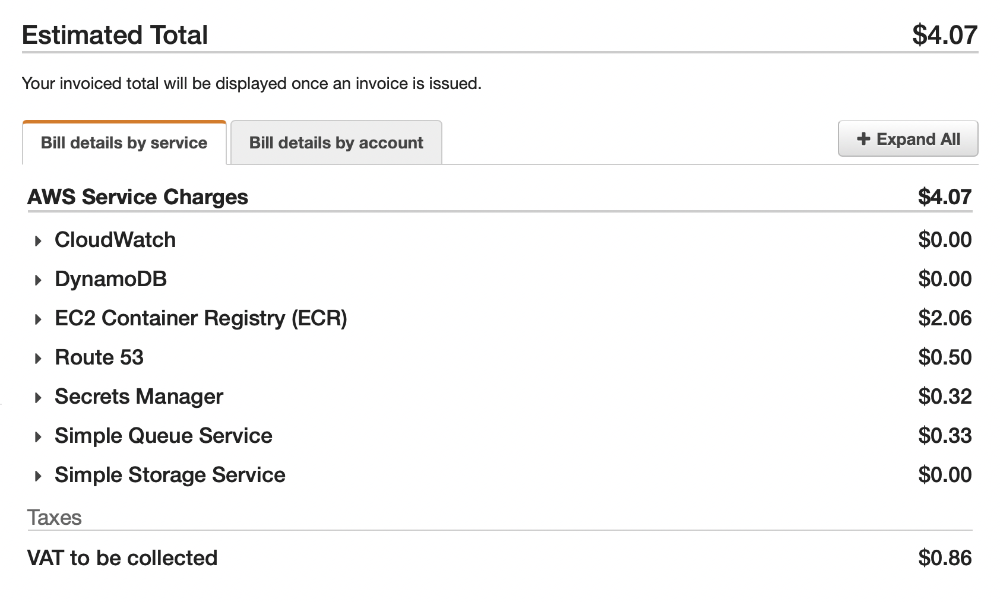 Estimated Total $4.07
Your invoiced total will be displayed once an invoice is issued.
Bill details by service Bill details by account + Expand All
AWS Service Charges $4.07
CloudWatch $0.00
DynamoDB $0.00
EC2 Container Registry (ECR) $2.06
Route 53 $0.50
Secrets Manager $0.32
Simple Queue Service $0.33
Simple Storage Service $0.00
Taxes
VAT to be collected $0.86